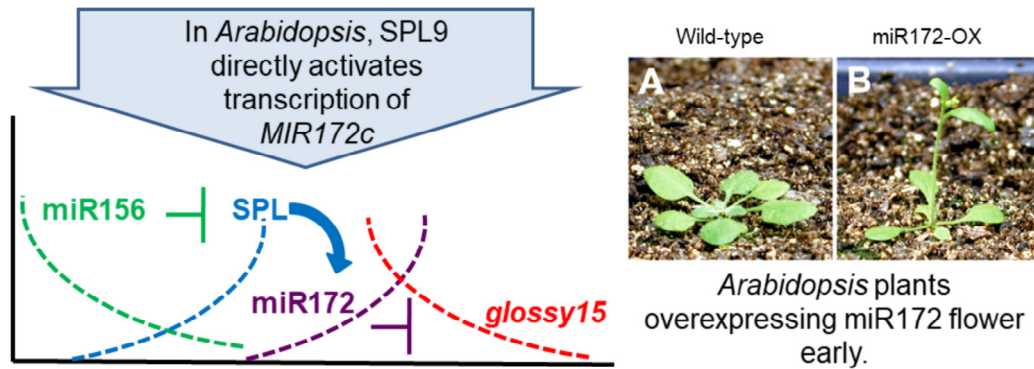 In Arabidopsis, SPL9
directly activates
transcription of
MIR172c
miR156
SPL
miR172
glossy15
Wild-type
miR172-OX
A
B
Arabidopsis plants
overexpressing miR172 flower
early.